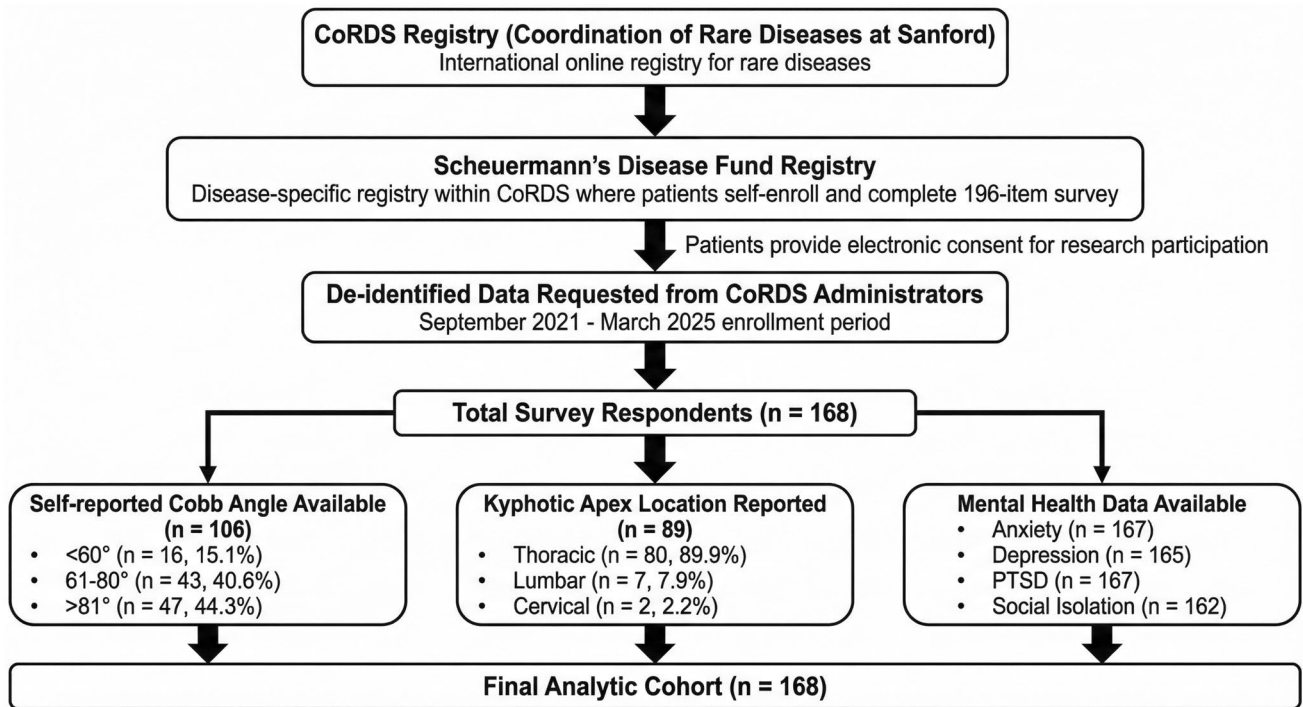 CoRDS Registry (Coordination of Rare Diseases at Sanford)
International online registry for rare diseases
Scheuermann's Disease Fund Registry
Disease-specific registry within CoRDS where patients self-enroll and complete 196-item survey
Patients provide electronic consent for research participation
De-identified Data Requested from CoRDS Administrators
September 2021 - March 2025 enrollment period
Total Survey Respondents (n = 168)
Self-reported Cobb Angle Available
(n = 106)
• <60° (n = 16, 15.1%)
• 61-80° (n = 43, 40.6%)
• >81° (n = 47, 44.3%)
Kyphotic Apex Location Reported
(n = 89)
• Thoracic (n = 80, 89.9%)
• Lumbar (n = 7, 7.9%)
• Cervical (n = 2, 2.2%)
Mental Health Data Available
• Anxiety (n = 167)
• Depression (n = 165)
• PTSD (n = 167)
• Social Isolation (n = 162)
Final Analytic Cohort (n = 168)